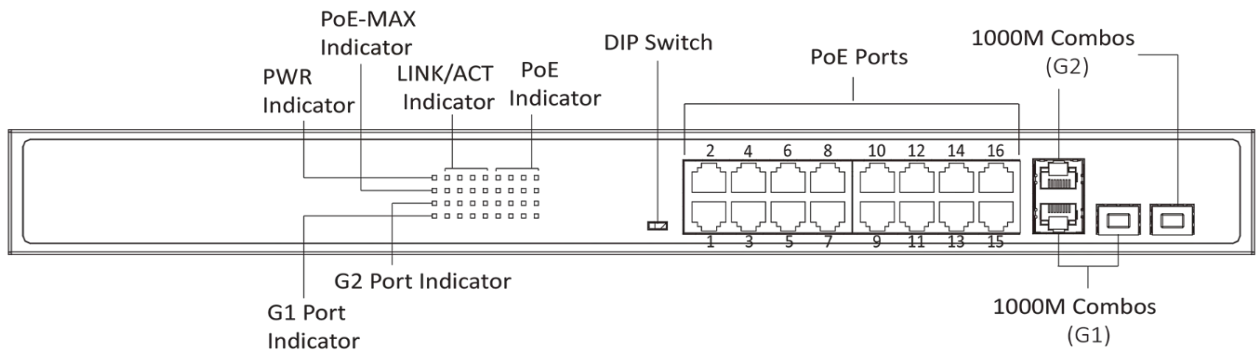 PoE-MAX
Indicator
PWR
Indicator
LINK/ACT
Indicator
PoE
Indicator
DIP Switch
PoE Ports
1000M Combos
(G2)
2 4 6 8 10 12 14 16
1 3 5 7 9 11 13 15
G2 Port Indicator
G1 Port
Indicator
1000M Combos
(G1)